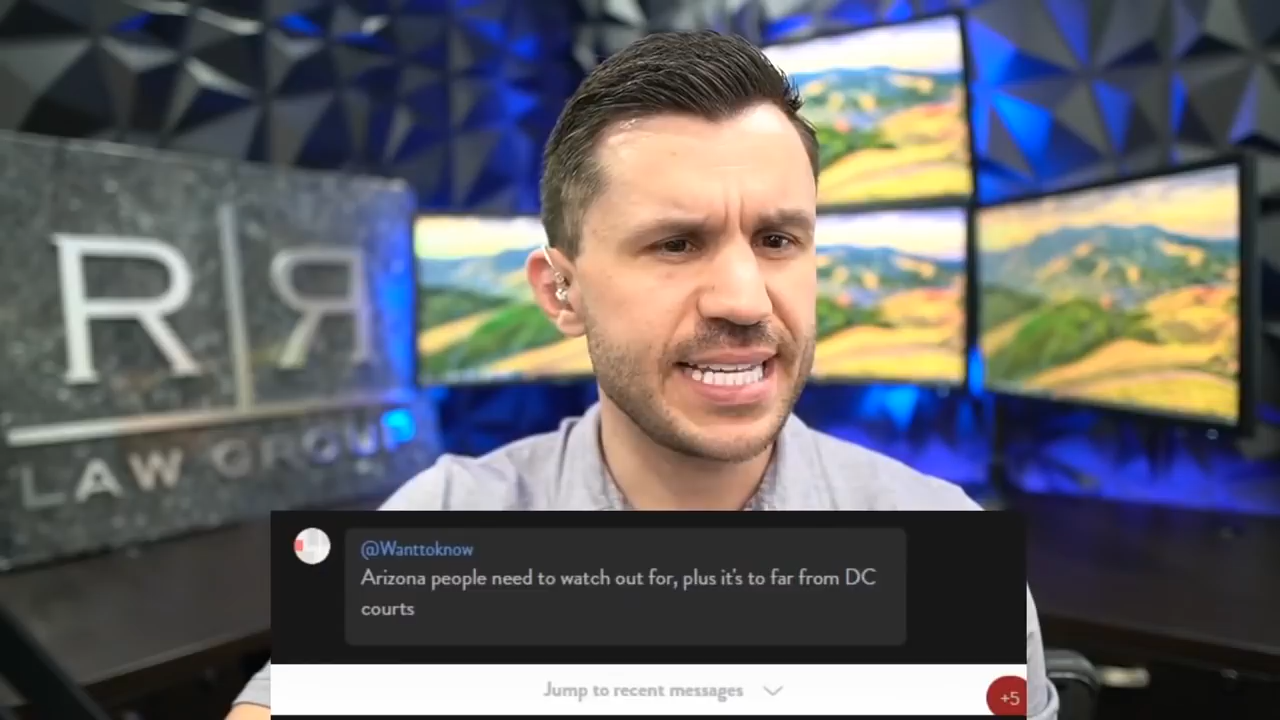 R R
LAW GROUP
@Wanttoknow
Arizona people need to watch out for, plus it's to far from DC
courts
Jump to recent messages
+5